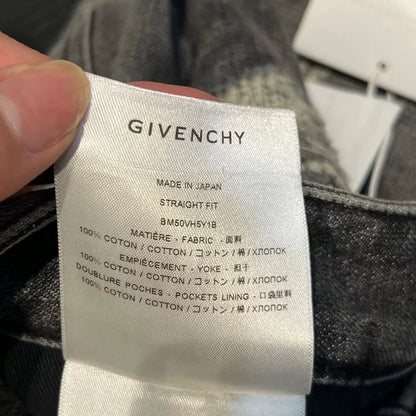 GIVENCHY
MADE IN JAPAN
STRAIGHT FIT
BM50VH5Y1B
MATIÈRE - FABRIC - 面料
100% COTON / COTTON / コットン / 棉 / ХЛОПОК
EMPIÈCEMENT - YOKE - 扭干
100% COTON / COTTON / コットン / 棉 / ХЛОПОК
DOUBLURE POCHES - POCKETS LINING - 口袋里料
100% COTON / COTTON / コットン / 棉 / ХЛОПОК